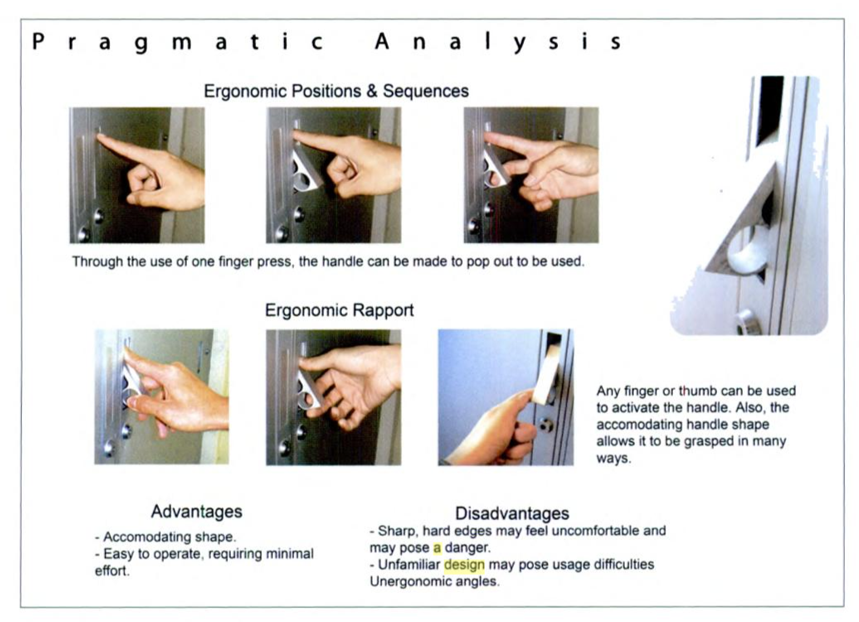 Pragmatic Analysis
Ergonomic Positions & Sequences
Through the use of one finger press, the handle can be made to pop out to be used.
Ergonomic Rapport
Any finger or thumb can be used
to activate the handle. Also, the
accomodating handle shape
allows it to be grasped in many
ways.
Advantages
- Accomodating shape.
- Easy to operate, requiring minimal
effort.
Disadvantages
- Sharp, hard edges may feel uncomfortable and
may pose a danger.
- Unfamiliar design may pose usage difficulties
Unergonomic angles.